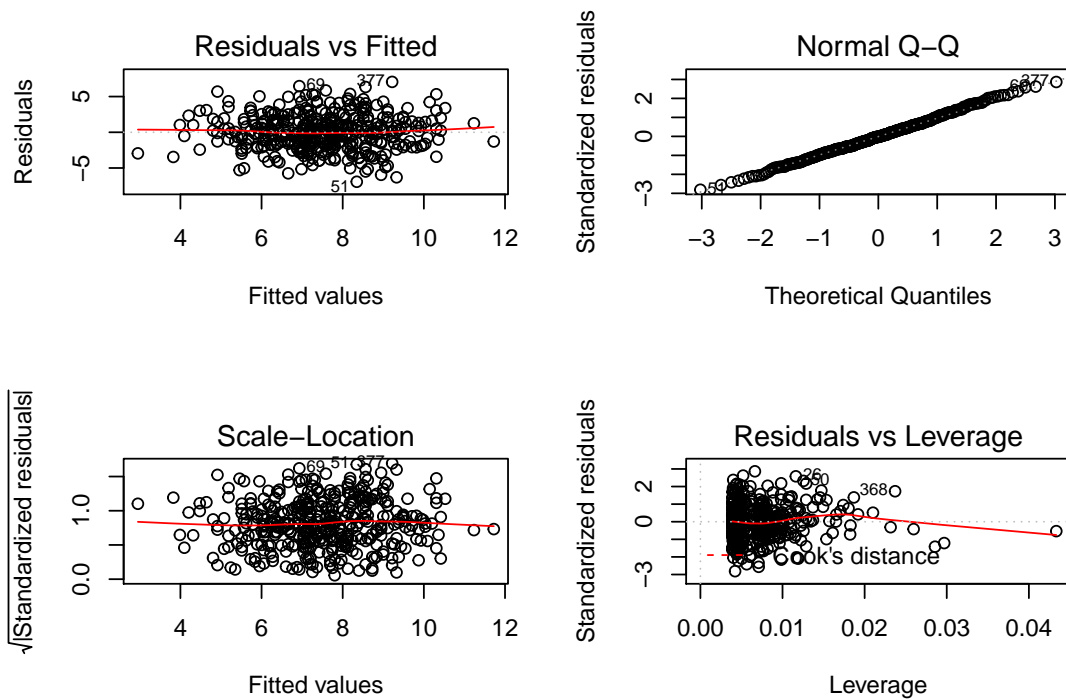 Residuals vs Fitted
Residuals
5
−5
69
377
51
4 6 8 10 12
Fitted values
Normal Q−Q
Standardized residuals
2
0
−3
377
51
−3 −2 −1 0 1 2 3
Theoretical Quantiles
Scale−Location
√|Standardized residuals|
1.0
0.0
69
51
377
4 6 8 10 12
Fitted values
Residuals vs Leverage
Standardized residuals
2
0
−3
26
368
Cook's distance
0.00 0.01 0.02 0.03 0.04
Leverage